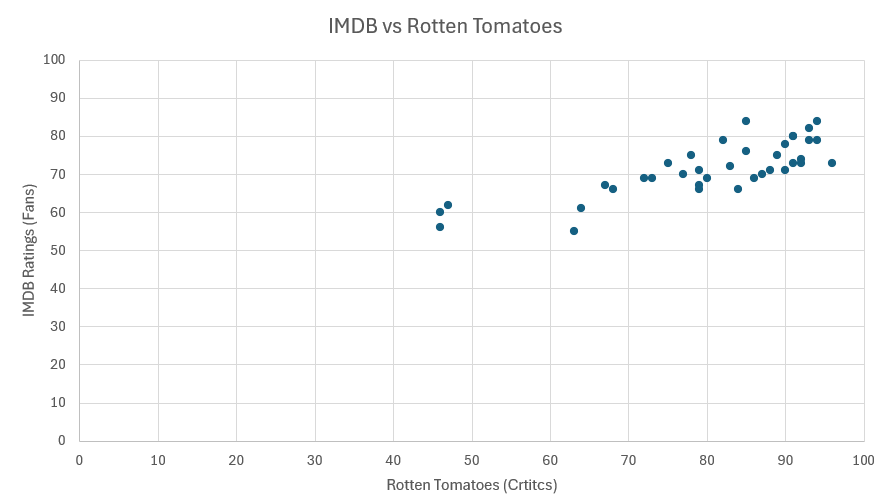 IMDB vs Rotten Tomatoes
100
90
80
70
60
50
40
30
20
10
0
IMDB Ratings (Fans)
0 10 20 30 40 50 60 70 80 90 100
Rotten Tomatoes (Crtitcs)